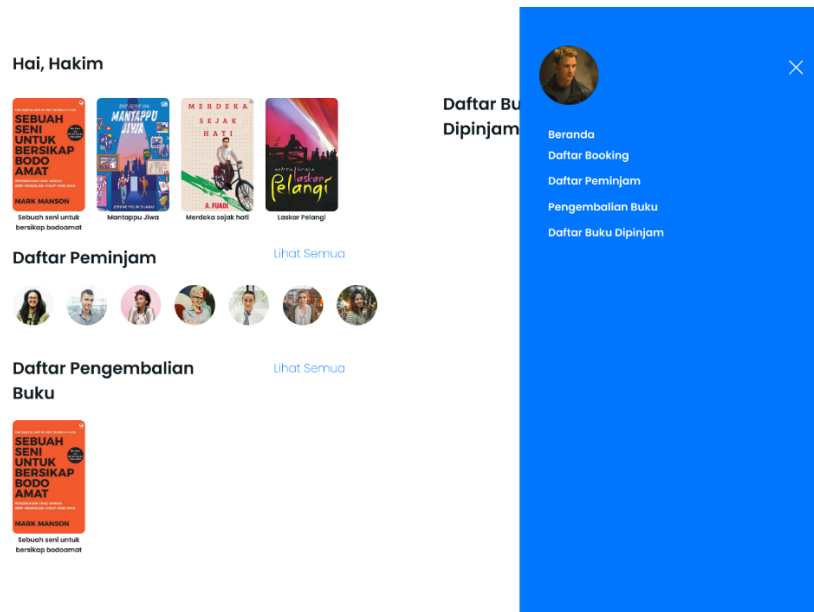 Hai, Hakim
SEBUAH
SENI
UNTUK
BERSIKAP
BODO
AMAT
MARK MANSON
MANTAPPU
JIWA
MERDEKA
SEJAK
HATI
A. FUADI
laskar
Pelangi
Sebuah seni untuk
bersikap bodoamat
Mantappu Jiwa
Merdeka sejak hati
Laskar Pelangi
Daftar Peminjam
Lihat Semua
Daftar Pengembalian
Buku
Lihat Semua
SEBUAH
SENI
UNTUK
BERSIKAP
BODO
AMAT
MARK MANSON
Sebuah seni untuk
bersikap bodoamat
Daftar Bu
Dipinjam
Beranda
Daftar Booking
Daftar Peminjam
Pengembalian Buku
Daftar Buku Dipinjam